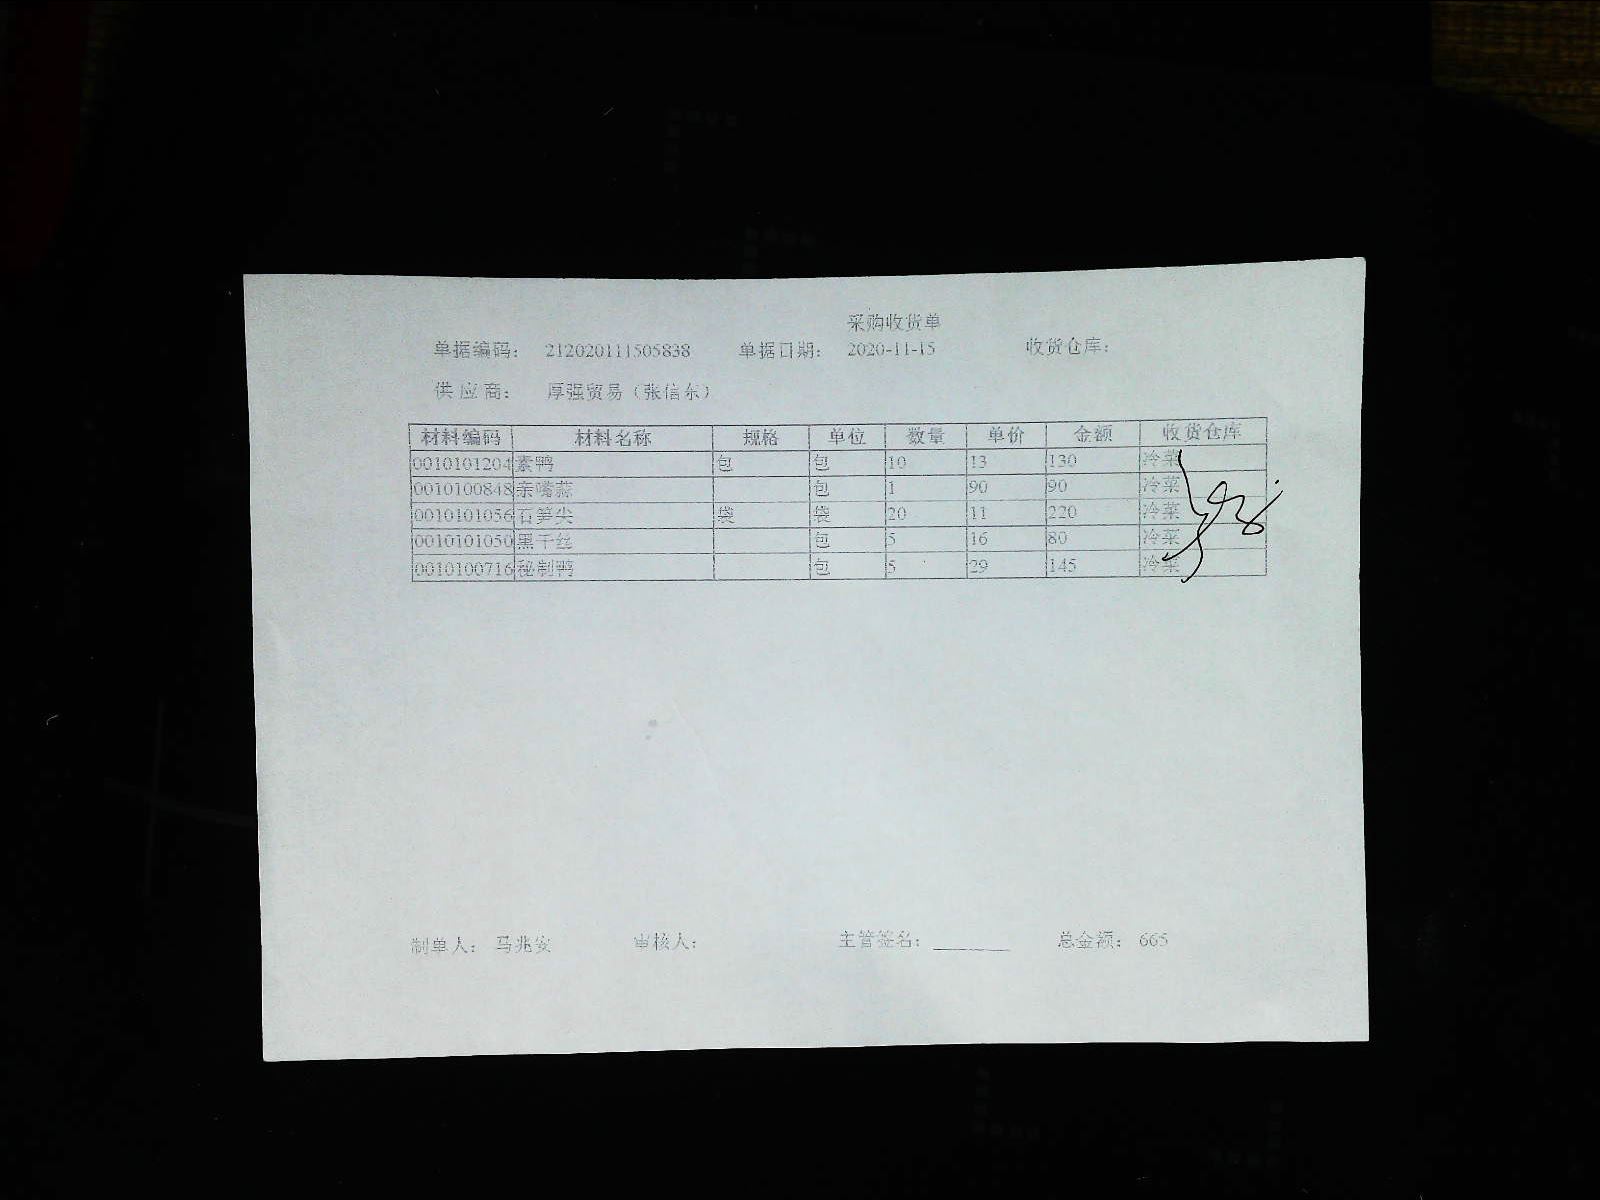 采购收货单
单据编码： 212020111505838 单据日期： 2020-11-15 收货仓库：
供应商： 厚强贸易（张信东）
材料编码 材料名称 规格 单位 数量 单价 金额 收货仓库
0010101204 素鸭 包 包 10 13 130 冷菜
0010100848 亲嘴蒜 包 1 90 90 冷菜
0010101056 石笋尖 袋 袋 20 11 220 冷菜
0010101050 黑干丝 包 5 16 80 冷菜
0010100716 秘制鸭 包 5 29 145 冷菜
制单人： 马兆安 审核人： 主管签名： 总金额： 665